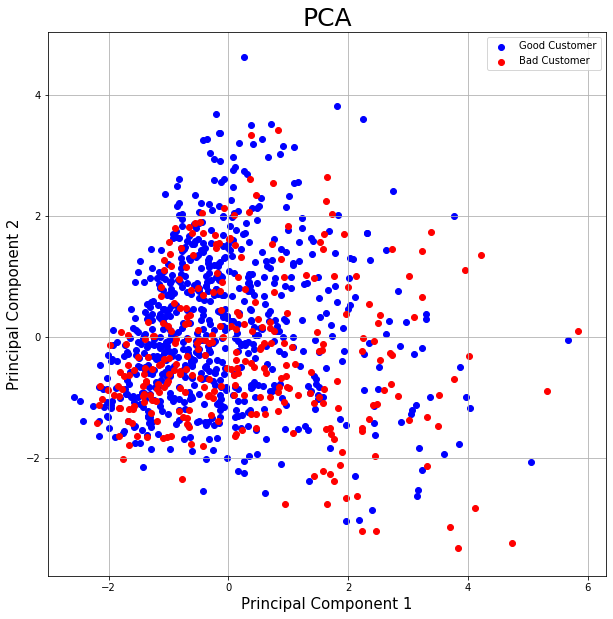 PCA
Good Customer
Bad Customer
4
2
0
−2
Principal Component 2
−2
0
2
4
6
Principal Component 1